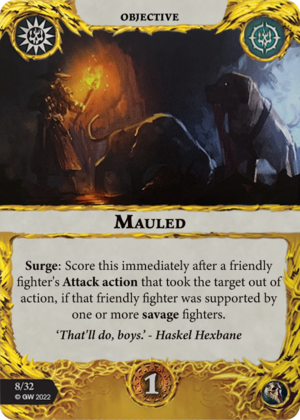 OBJECTIVE
MAULED
Surge: Score this immediately after a friendly
fighter's Attack action that took the target out of
action, if that friendly fighter was supported by
one or more savage fighters.
'That'll do, boys.' - Haskel Hexbane
8/32
© GW 2022
1